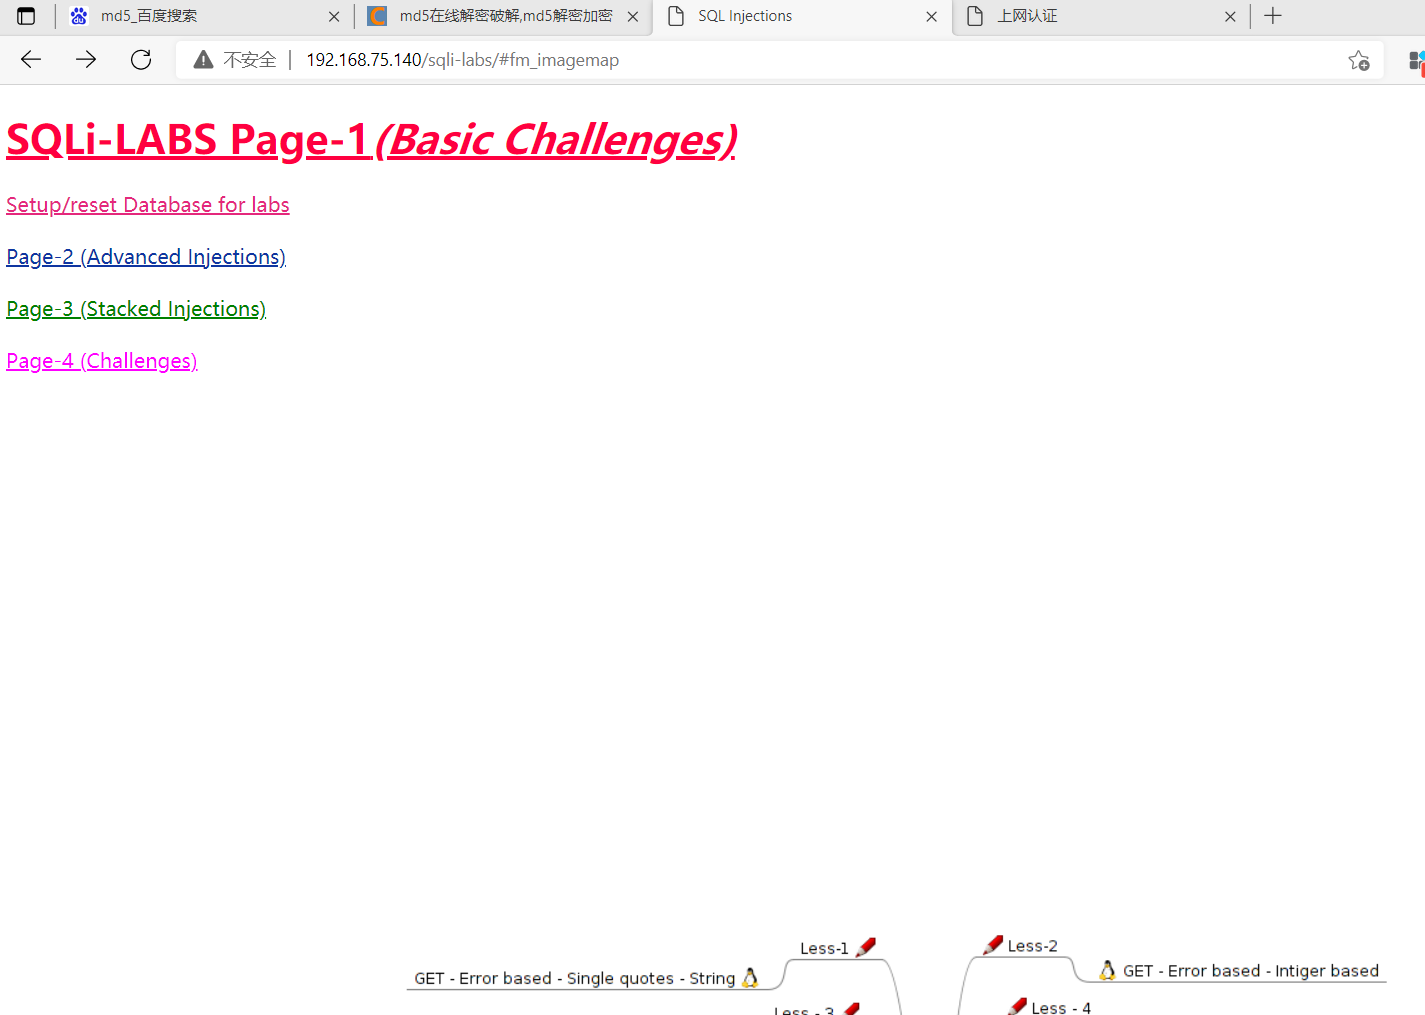 md5_百度搜索
md5在线解密破解,md5解密加密
SQL Injections
上网认证
不安全
192.168.75.140/sqli-labs/#fm_imagemap
SQLi-LABS Page-1(Basic Challenges)
Setup/reset Database for labs
Page-2 (Advanced Injections)
Page-3 (Stacked Injections)
Page-4 (Challenges)
Less-1
Less-2
GET - Error based - Single quotes - String
GET - Error based - Intiger based
Less - 3
Less - 4